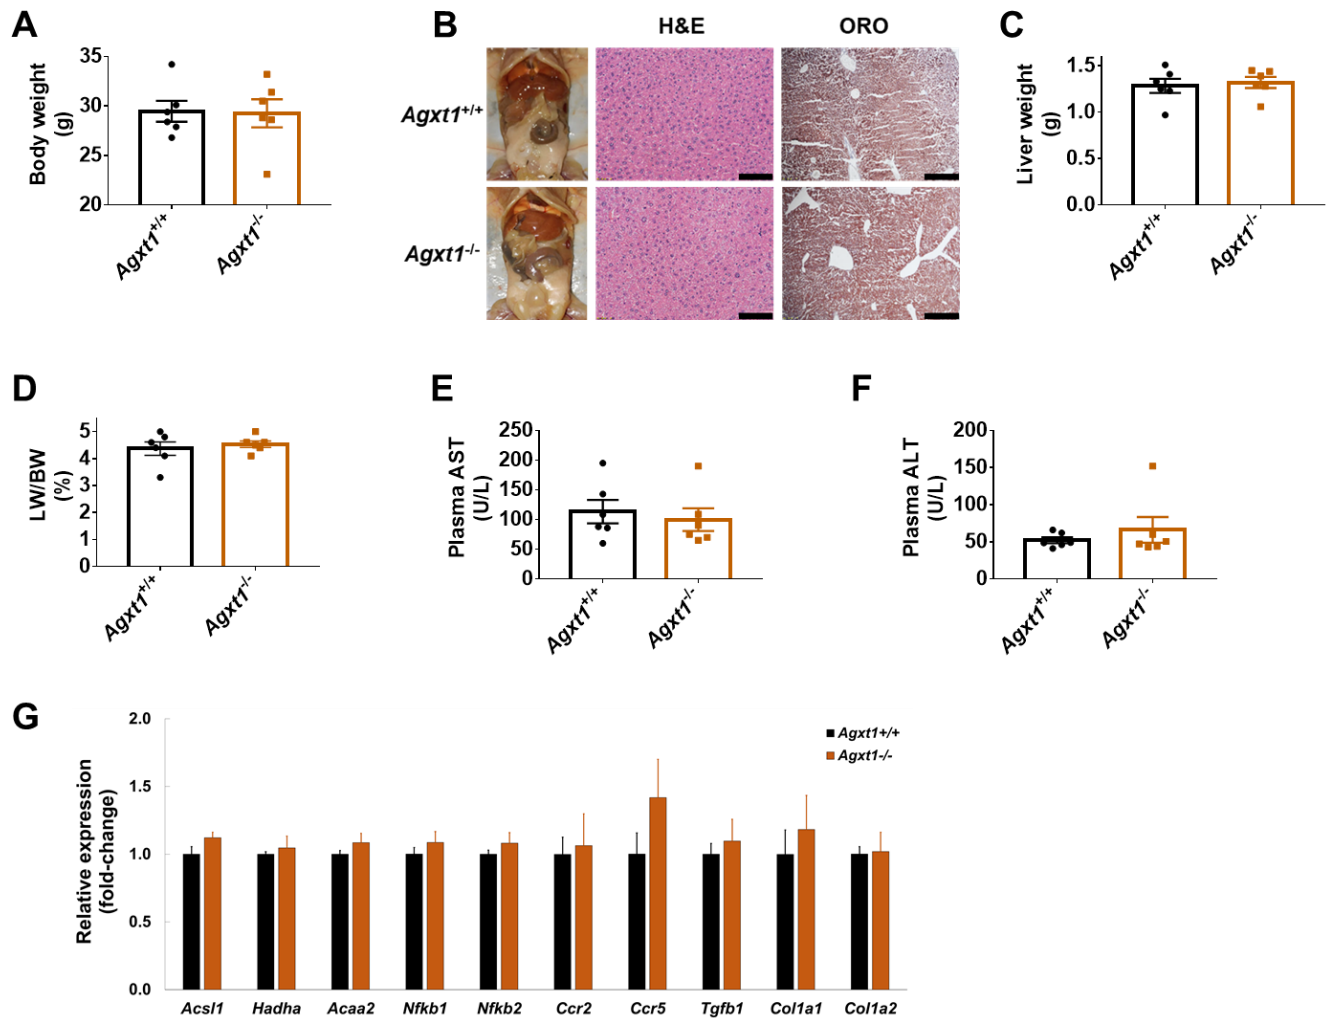 A
35
30
25
20
Body weight
(g)
Agxt1+/+
Agxt1-/-
B
H&E
ORO
Agxt1+/+
Agxt1-/-
C
1.5
1.0
0.5
0.0
Liver weight
(g)
Agxt1+/+
Agxt1-/-
D
5
4
3
2
1
0
LW/BW
(%)
Agxt1+/+
Agxt1-/-
E
250
200
150
100
50
0
Plasma AST
(U/L)
Agxt1+/+
Agxt1-/-
F
200
150
100
50
0
Plasma ALT
(U/L)
Agxt1+/+
Agxt1-/-
G
2.0
1.5
1.0
0.5
0.0
Relative expression
(fold-change)
Agxt1+/+
Agxt1-/-
Acsl1 Hadha Acaa2 Nfkb1 Nfkb2 Ccr2 Ccr5 Tgfb1 Col1a1 Col1a2